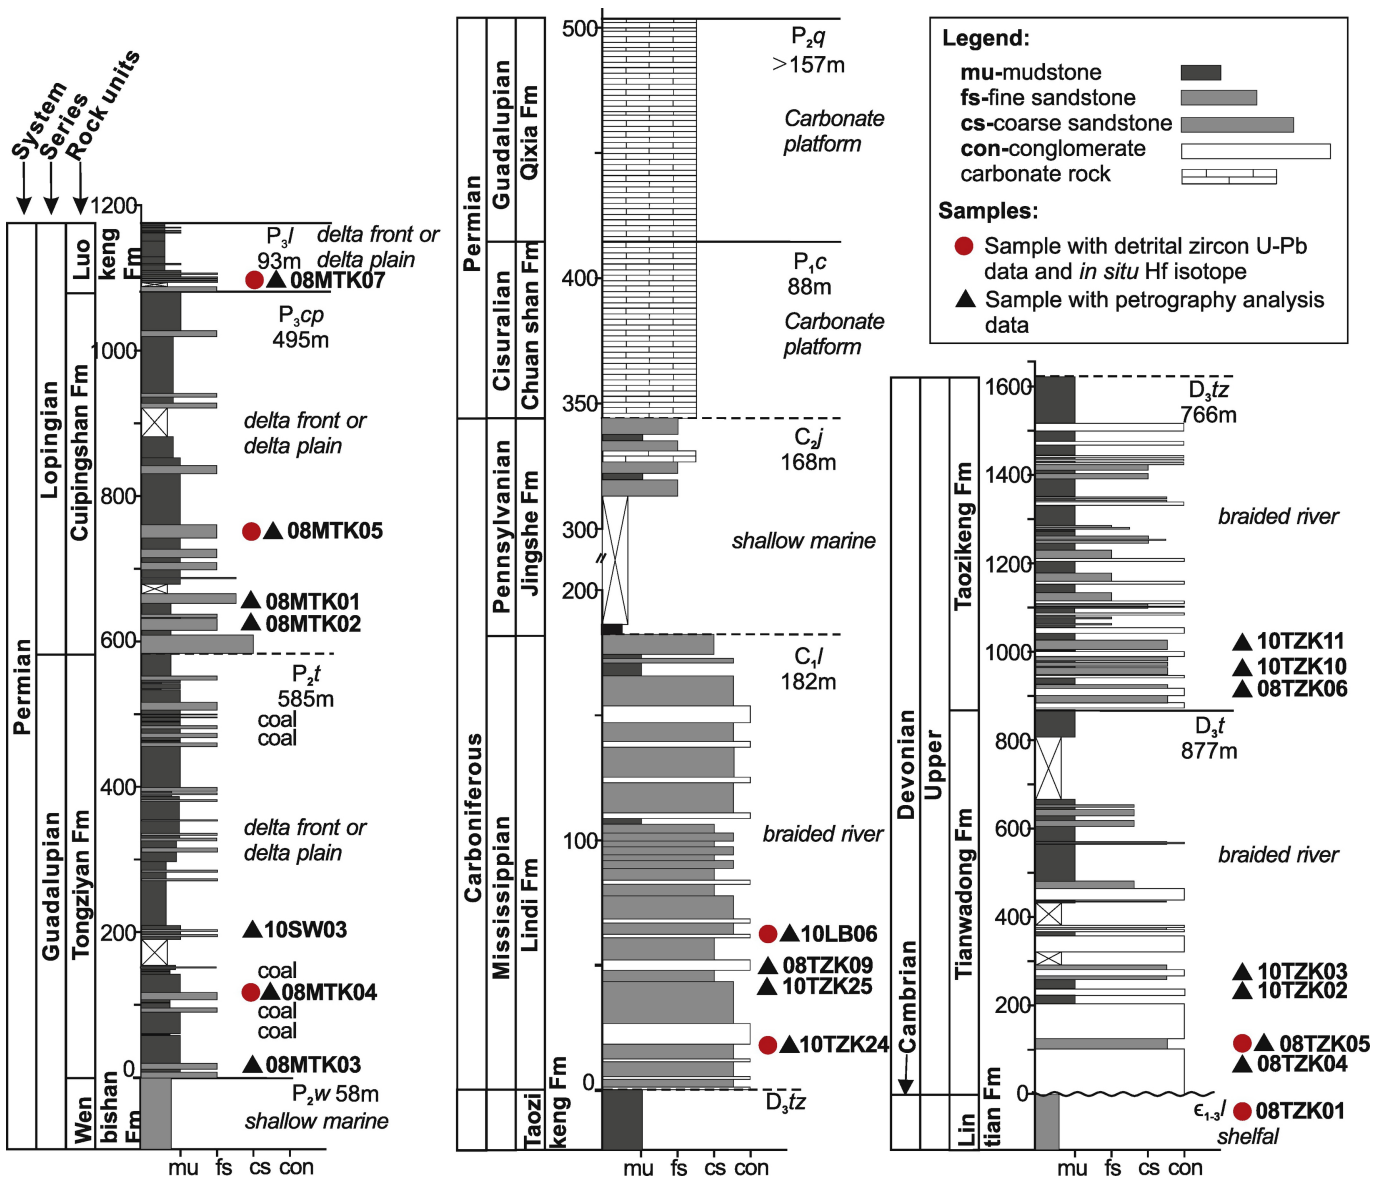 System
Series
Rock units
1200
1000
800
600
400
200
0
Permian
Lopingian
Guadalupian
Luo
keng
Fm
Cuipingshan Fm
Tongziyan Fm
Wen
bishan
Fm
P₃l
93m
delta front or
delta plain
08MTK07
P₃cp
495m
delta front or
delta plain
08MTK05
08MTK01
08MTK02
P₂t
585m
coal
coal
delta front or
delta plain
10SW03
coal
08MTK04
coal
coal
08MTK03
P₂w 58m
shallow marine
mu fs cs con
500
400
350
300
200
100
0
Permian
Carboniferous
Guadalupian
Cisuralian
Pennsylvanian
Mississippian
Qixia Fm
Chuan shan Fm
Jingshe Fm
Lindi Fm
Taozi
keng Fm
P₂q
>157m
Carbonate
platform
P₁c
88m
Carbonate
platform
C₂j
168m
shallow marine
C₁l
182m
braided river
10LB06
08TZK09
10TZK25
10TZK24
D₃tz
mu fs cs con
Legend:
mu-mudstone
fs-fine sandstone
cs-coarse sandstone
con-conglomerate
carbonate rock
Samples:
Sample with detrital zircon U-Pb
data and in situ Hf isotope
Sample with petrography analysis
data
1600
1400
1200
1000
800
600
400
200
0
Devonian
Cambrian
Upper
Taozikeng Fm
Tianwadong Fm
Lin
tian Fm
D₃tz
766m
braided river
10TZK11
10TZK10
08TZK06
D₃t
877m
braided river
10TZK03
10TZK02
08TZK05
08TZK04
ϵ₁₋₃l
08TZK01
shelfal
mu fs cs con